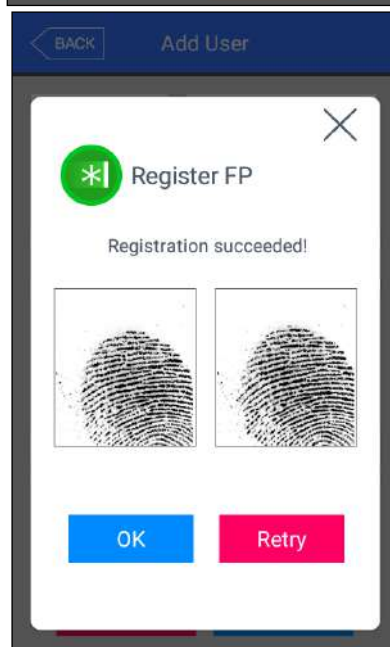 BACK
Add User
Register FP
Registration succeeded!
OK
Retry